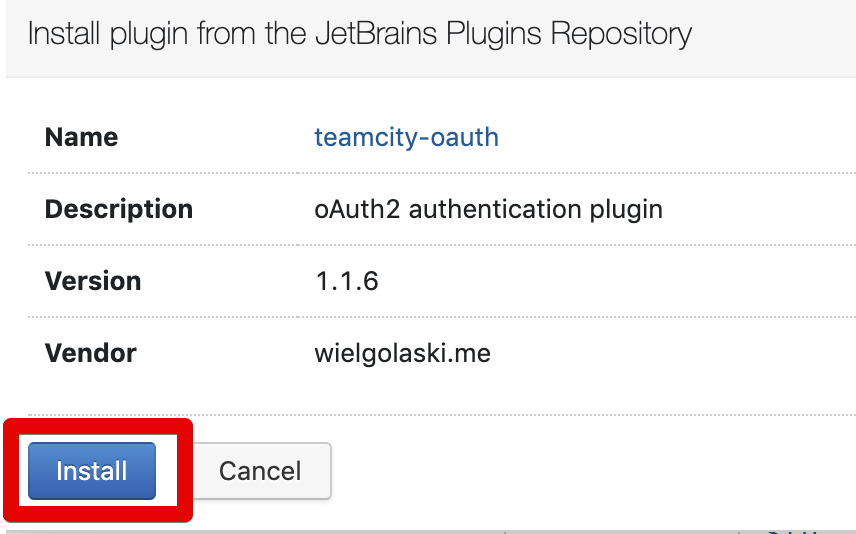 Install plugin from the JetBrains Plugins Repository
Name teamcity-oauth
Description oAuth2 authentication plugin
Version 1.1.6
Vendor wielgolaski.me
Install Cancel